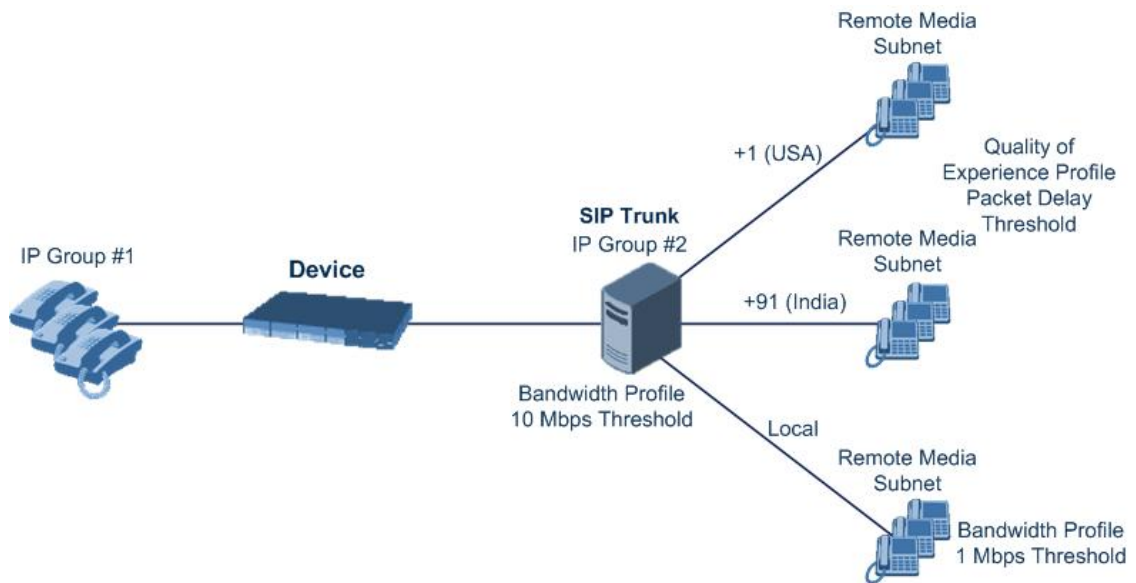 Remote Media
Subnet
+1 (USA)
Quality of
Experience Profile
Packet Delay
Threshold
SIP Trunk
IP Group #2
IP Group #1
Device
Remote Media
Subnet
+91 (India)
Bandwidth Profile
10 Mbps Threshold
Local
Remote Media
Subnet
Bandwidth Profile
1 Mbps Threshold